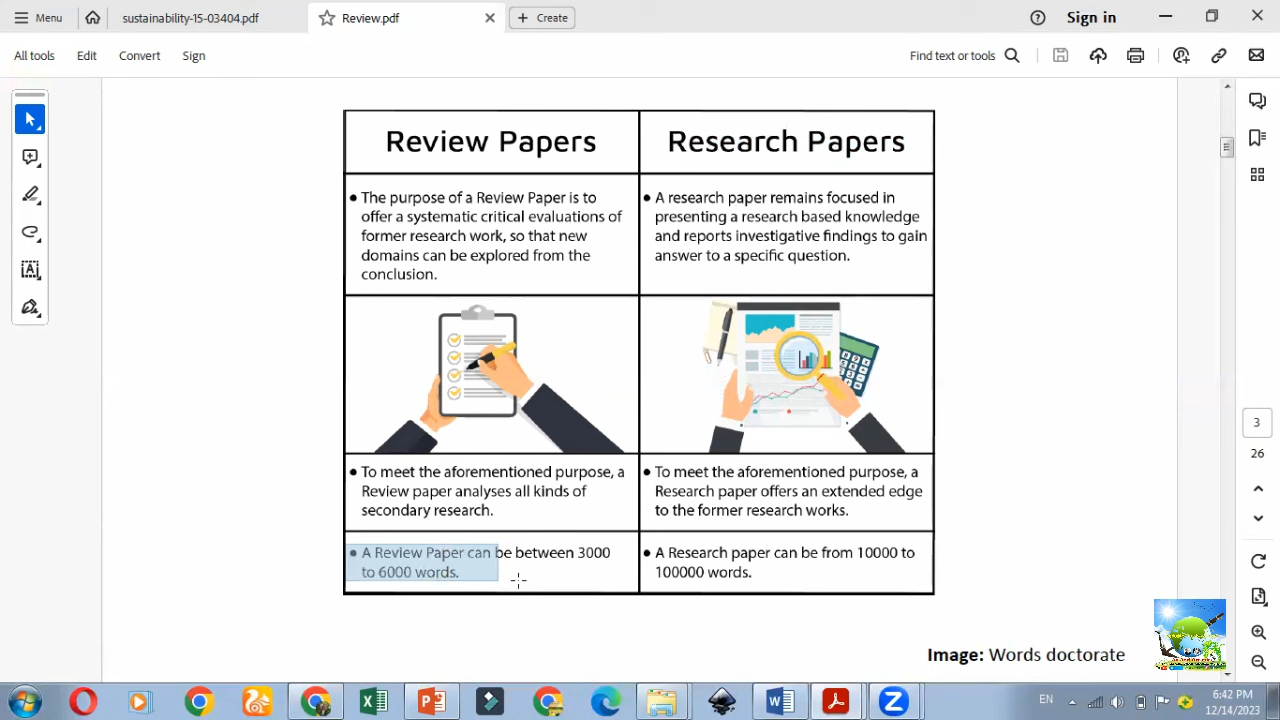 Menu
sustainability-15-03404.pdf
Review.pdf
Create
Sign in
All tools
Edit
Convert
Sign
Find text or tools
Review Papers
Research Papers
• The purpose of a Review Paper is to
offer a systematic critical evaluations of
former research work, so that new
domains can be explored from the
conclusion.
• A research paper remains focused in
presenting a research based knowledge
and reports investigative findings to gain
answer to a specific question.
• To meet the aforementioned purpose, a
Review paper analyses all kinds of
secondary research.
• To meet the aforementioned purpose, a
Research paper offers an extended edge
to the former research works.
• A Review Paper can be between 3000
to 6000 words.
• A Research paper can be from 10000 to
100000 words.
3
26
Image: Words doctorate
EN
6:42 PM
12/14/2023